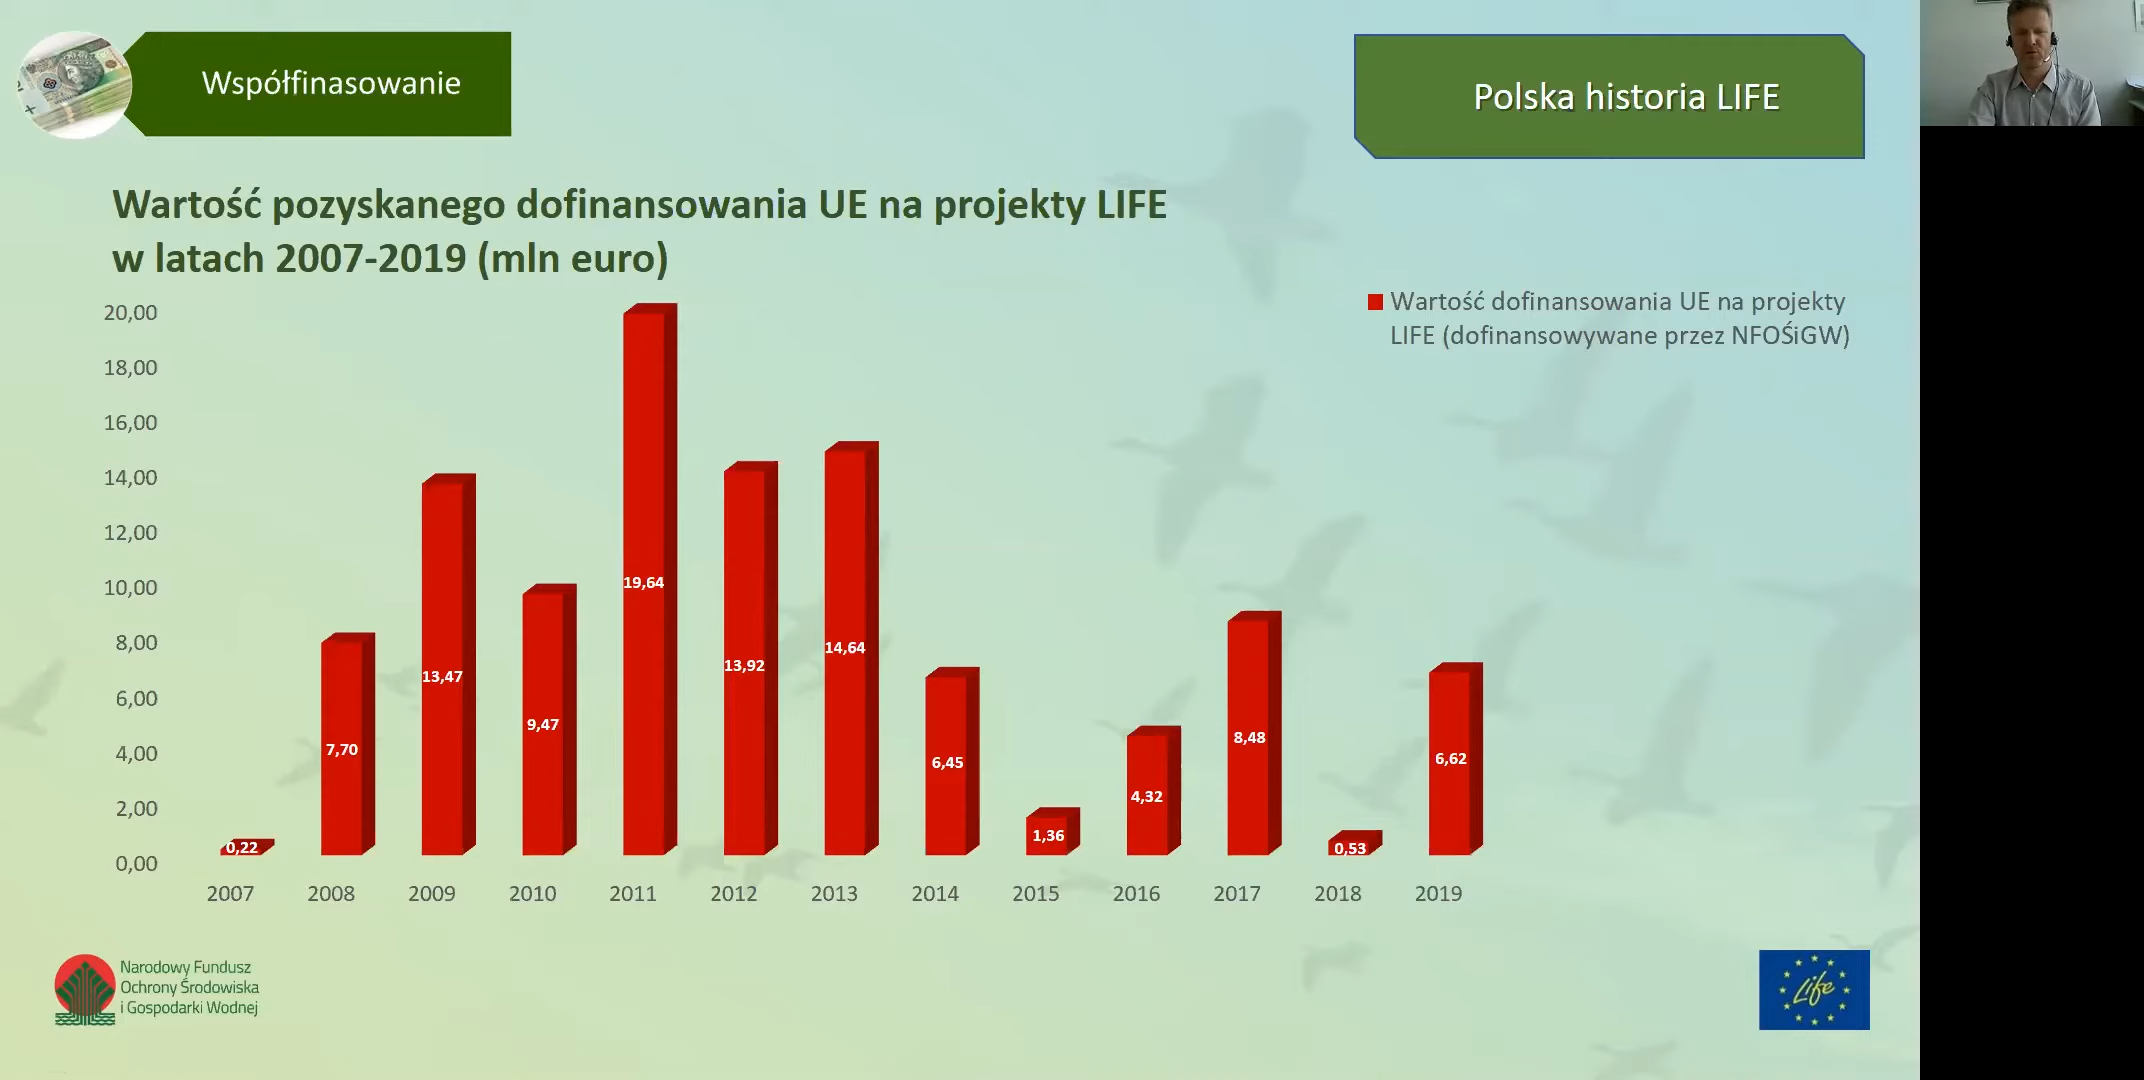 Współfinasowanie
Polska historia LIFE
Wartość pozyskanego dofinansowania UE na projekty LIFE
w latach 2007-2019 (mln euro)
Wartość dofinansowania UE na projekty
LIFE (dofinansowywane przez NFOŚiGW)
20,00
18,00
16,00
14,00
12,00
10,00
8,00
6,00
4,00
2,00
0,00
0,22
7,70
13,47
9,47
19,64
13,92
14,64
6,45
1,36
4,32
8,48
0,53
6,62
2007 2008 2009 2010 2011 2012 2013 2014 2015 2016 2017 2018 2019
Narodowy Fundusz
Ochrony Środowiska
i Gospodarki Wodnej
Life